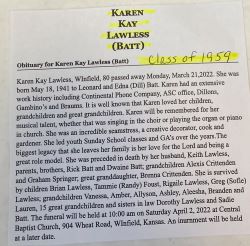 KAREN
KAY
LAWLESS
(BATT)
Class of 1959
Obituary for Karen Kay Lawless (Batt)
Karen Kay Lawless, WInfield, 80 passed away Monday, March 21,2022. She was
born May 18, 1941 to Leonard and Edna (Dill) Batt. Karen had an extensive
work history including Continental Phone Company, ASC office, Dillons,
Gambino's and Braums. It is well known that Karen loved her children,
grandchildren and great grandchildren. Karen will be remembered for her
musical talent, whether that was singing in the choir or playing the organ or piano
in church. She was an incredible seamstress, a creative decorator, cook and
gardener. She led youth Sunday School classes and GA's over the years. The
biggest legacy that she leaves her family is her love for the Lord and being a
great role model. She was preceded in death by her husband, Keith Lawless,
parents, brothers, Rick Batt and Dwaine Batt; grandchildren Alexis Crittenden
and Graham Springer; great granddaughter, Brenna Crittenden. She is survived
by children Brian Lawless, Tammie (Randy) Foust, Rigalle Lawless, Greg (Sofie)
Lawless; grandchildren Vanessa, Amber, Allyson, Ashley, Aleesha, Braeden and
Lauren, 15 great grandchildren and sisters in law Dorothy Lawless and Sadie
Batt. The funeral will be held at 10:00 am on Saturday April 2, 2022 at Central
Baptist Church, 904 Wheat Road, Winfield, Kansas. An inurnment will be held
at a later date.